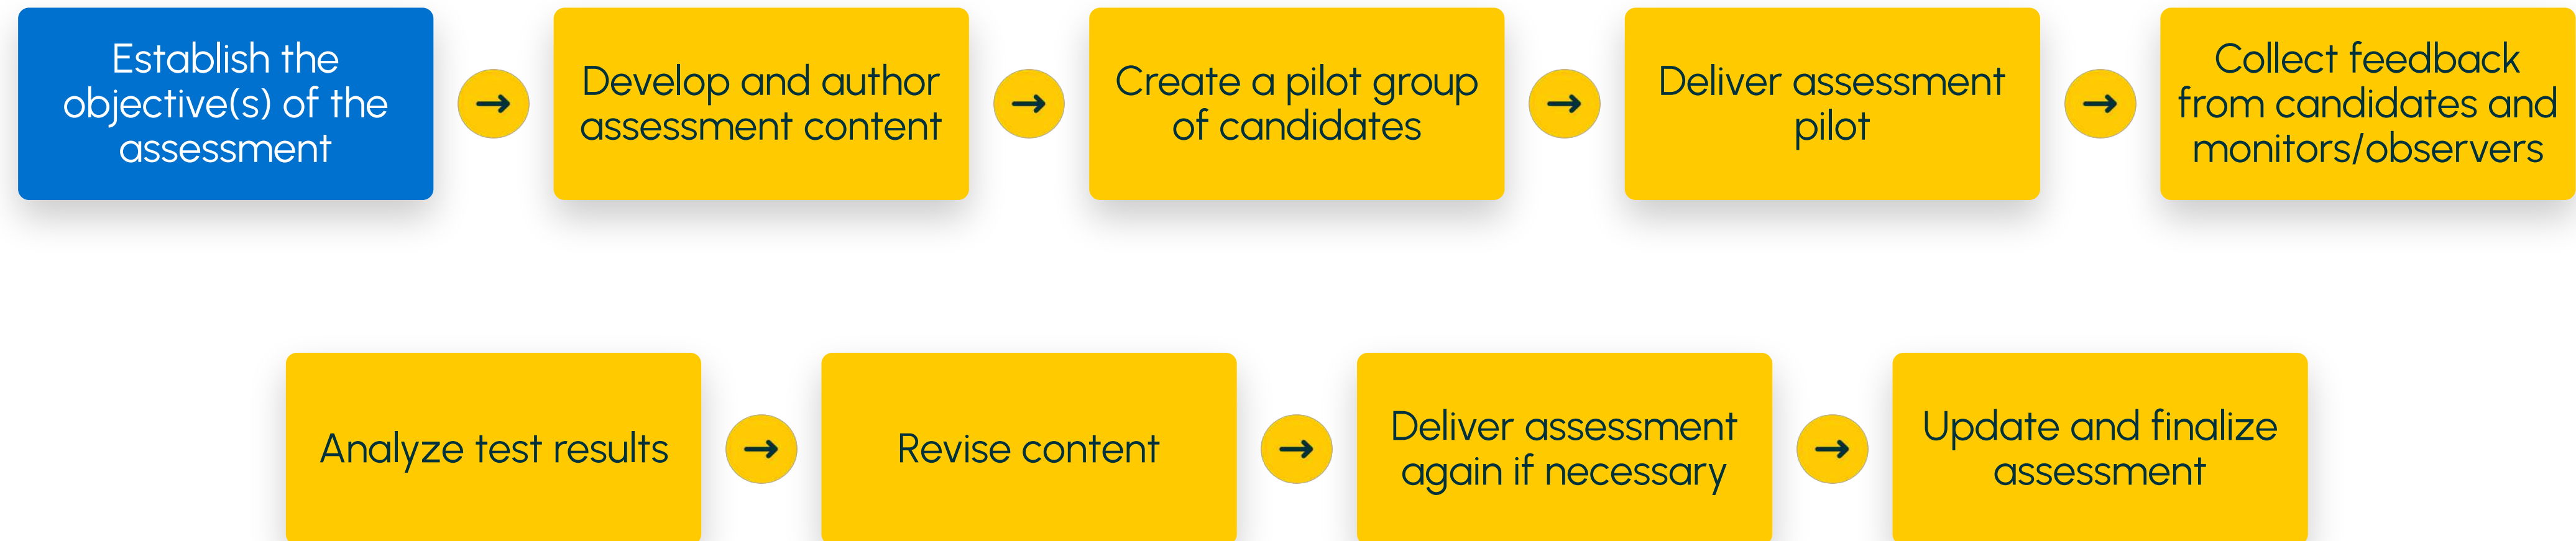 Establish the
objective(s) of the
assessment
→
Develop and author
assessment content
→
Create a pilot group
of candidates
→
Deliver assessment
pilot
→
Collect feedback
from candidates and
monitors/observers
Analyze test results
→
Revise content
→
Deliver assessment
again if necessary
→
Update and finalize
assessment